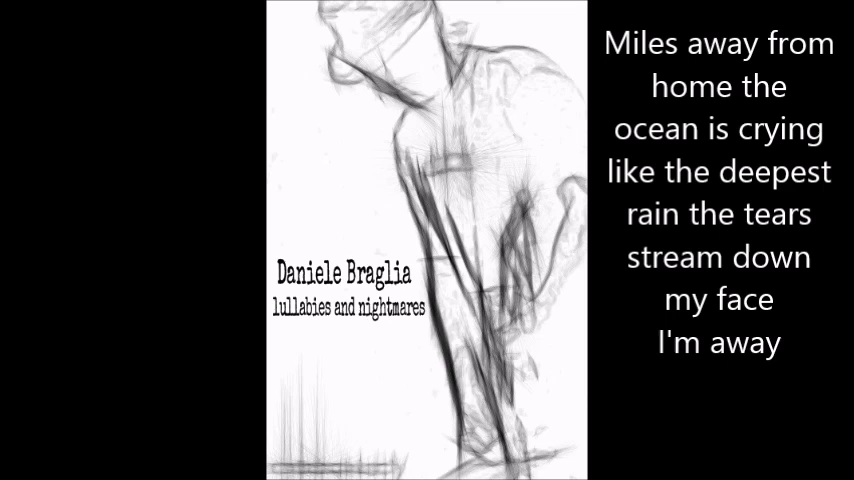 Daniele Braglia
lullabies and nightmares
Miles away from
home the
ocean is crying
like the deepest
rain the tears
stream down
my face
I'm away